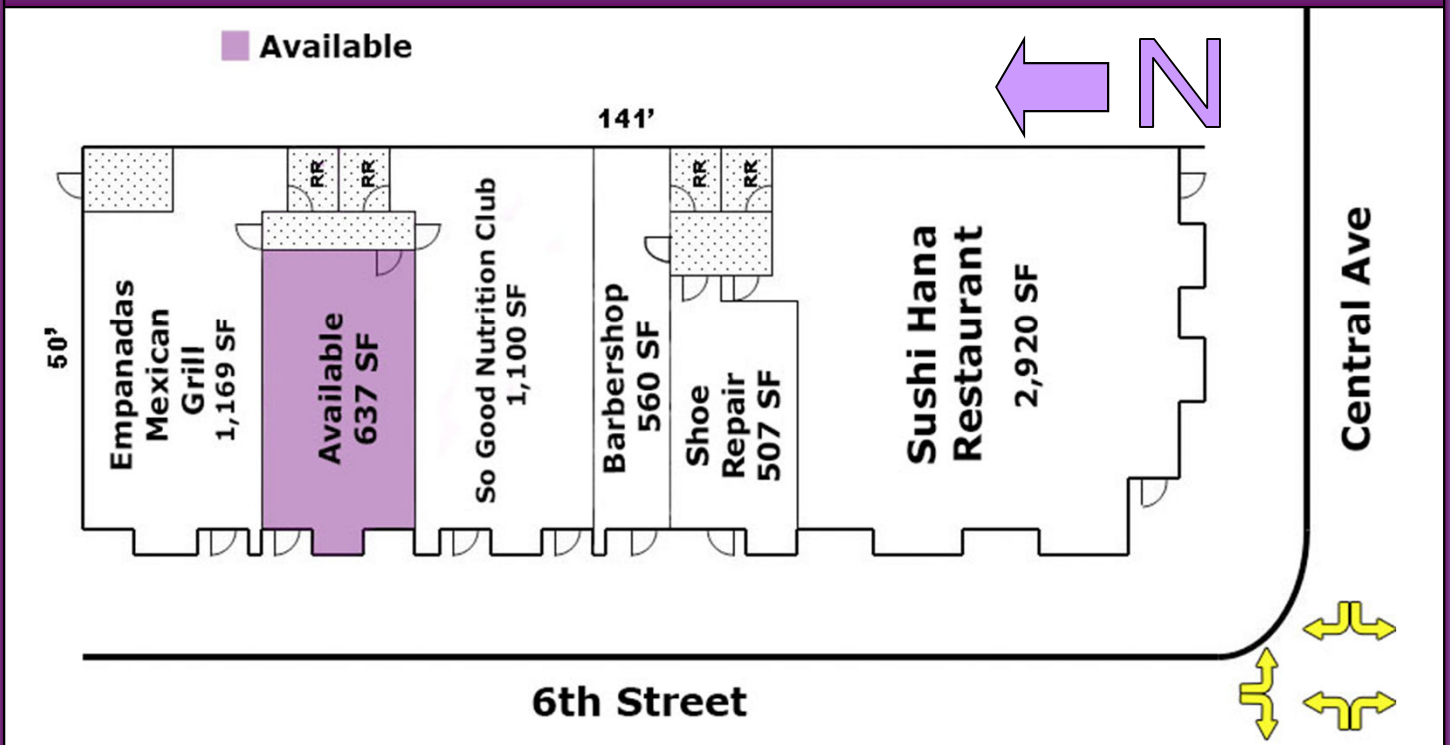 Available
N
141'
50'
RR
RR
RR
RR
Empanadas
Mexican
Grill
1,169 SF
Available
637 SF
So Good Nutrition Club
1,100 SF
Barbershop
560 SF
Shoe
Repair
507 SF
Sushi Hana
Restaurant
2,920 SF
Central Ave
6th Street